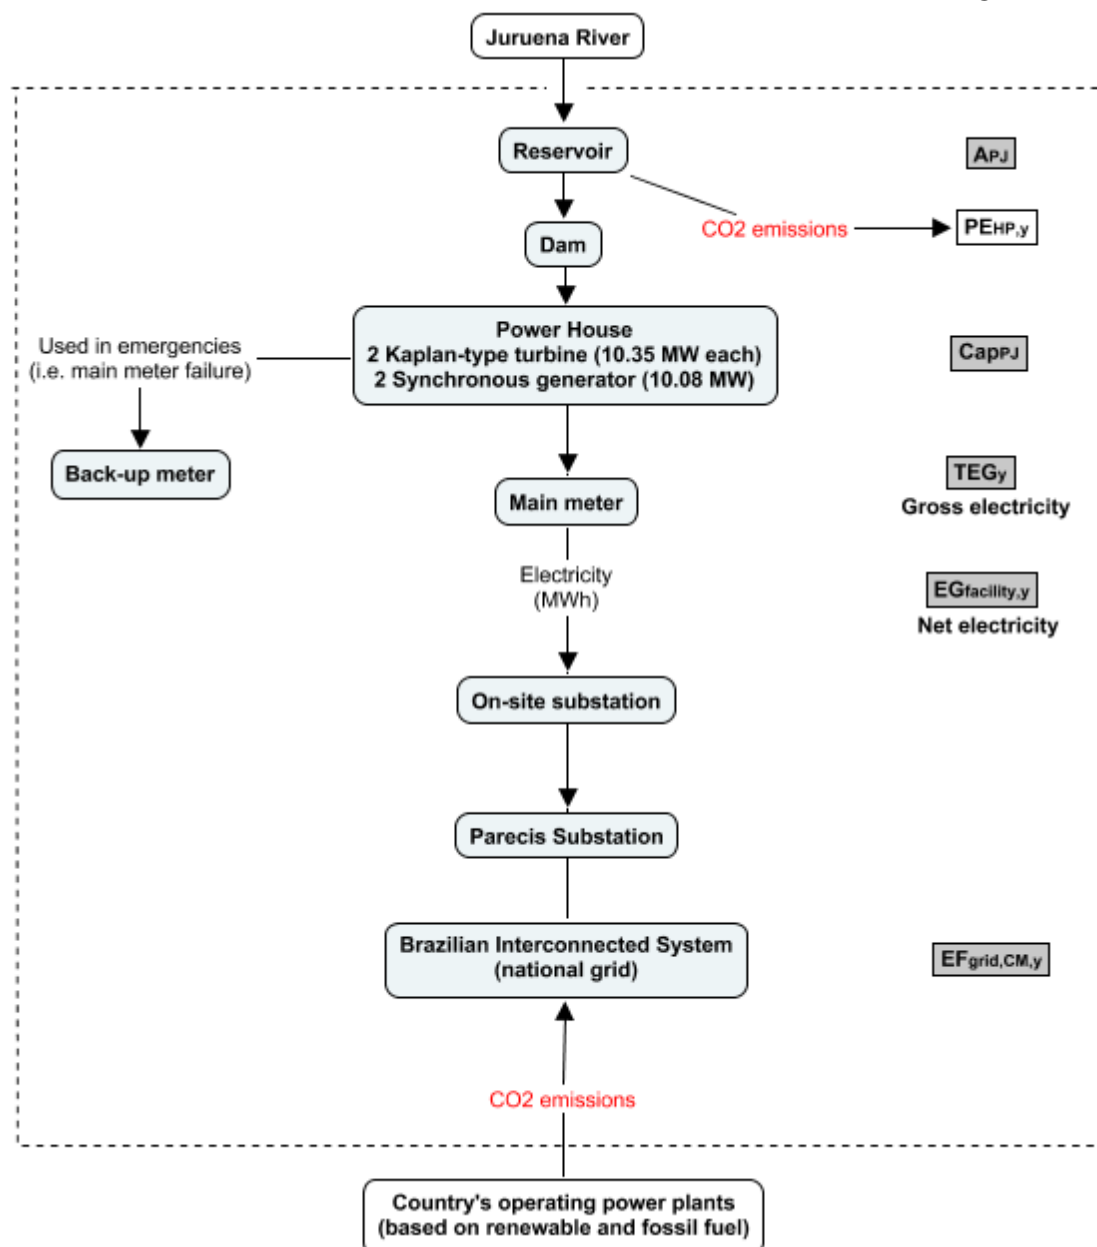 Juruena River
Reservoir
APJ
CO2 emissions
PEHP,y
Dam
Power House
2 Kaplan-type turbine (10.35 MW each)
2 Synchronous generator (10.08 MW)
Used in emergencies
(i.e. main meter failure)
CapPJ
Back-up meter
Main meter
TEGy
Gross electricity
Electricity
(MWh)
EGfacility,y
Net electricity
On-site substation
Parecis Substation
Brazilian Interconnected System
(national grid)
EFgrid,CM,y
CO2 emissions
Country's operating power plants
(based on renewable and fossil fuel)